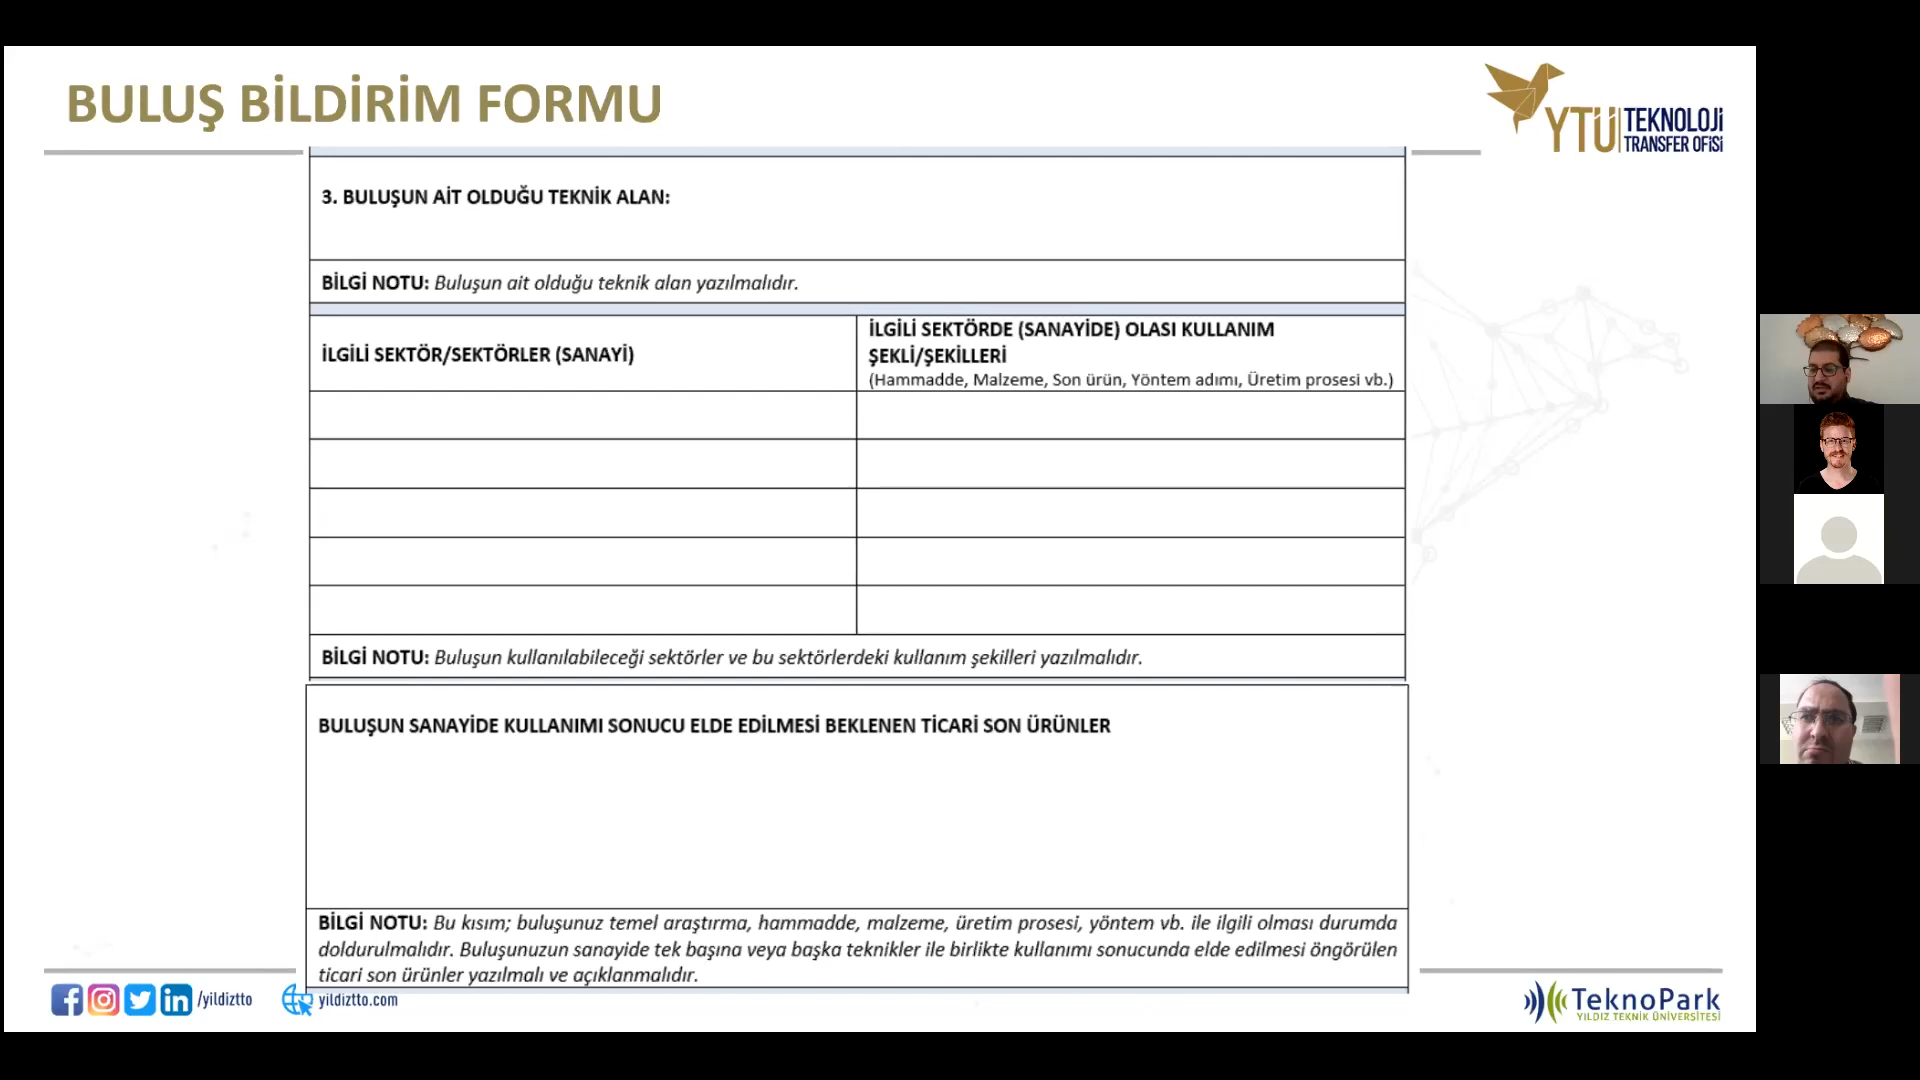 BULUŞ BİLDİRİM FORMU
YTÜ TEKNOLOJİ
TRANSFER OFİSİ
3. BULUŞUN AİT OLDUĞU TEKNİK ALAN:
BİLGİ NOTU: Buluşun ait olduğu teknik alan yazılmalıdır.
İLGİLİ SEKTÖR/SEKTÖRLER (SANAYİ)
İLGİLİ SEKTÖRDE (SANAYİDE) OLASI KULLANIM
ŞEKLİ/ŞEKİLLERİ
(Hammadde, Malzeme, Son ürün, Yöntem adımı, Üretim prosesi vb.)
BİLGİ NOTU: Buluşun kullanılabileceği sektörler ve bu sektörlerdeki kullanım şekilleri yazılmalıdır.
BULUŞUN SANAYİDE KULLANIMI SONUCU ELDE EDİLMESİ BEKLENEN TİCARİ SON ÜRÜNLER
BİLGİ NOTU: Bu kısım; buluşunuz temel araştırma, hammadde, malzeme, üretim prosesi, yöntem vb. ile ilgili olması durumda
doldurulmalıdır. Buluşunuzun sanayide tek başına veya başka teknikler ile birlikte kullanımı sonucunda elde edilmesi öngörülen
ticari son ürünler yazılmalı ve açıklanmalıdır.
/yildiztto
yildiztto.com
TeknoPark
YILDIZ TEKNİK ÜNİVERSİTESİ